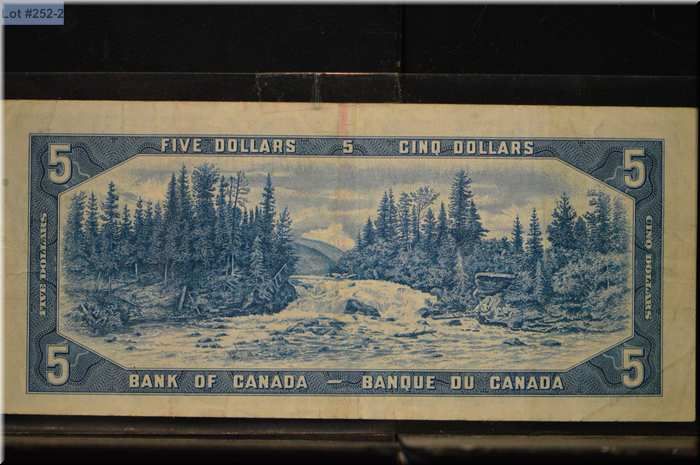 Lot #252-2
FIVE DOLLARS 5 CINQ DOLLARS
5 5
FIVE DOLLARS CINQ DOLLARS
5 5
BANK OF CANADA — BANQUE DU CANADA